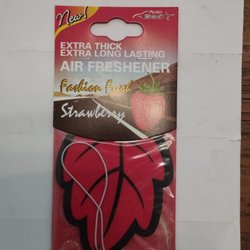 New!
EXTRA THICK
EXTRA LONG LASTING
AIR FRESHENER
Fashion Fresh
Strawberry